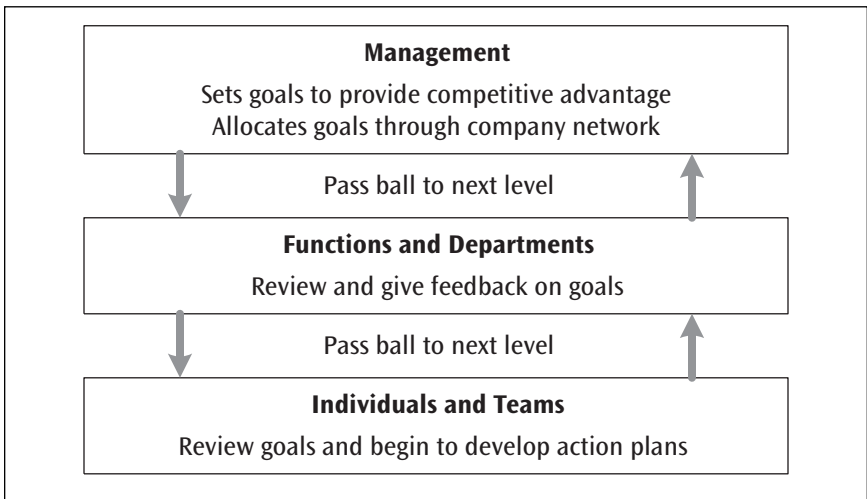 Management
Sets goals to provide competitive advantage
Allocates goals through company network
Pass ball to next level
Functions and Departments
Review and give feedback on goals
Pass ball to next level
Individuals and Teams
Review goals and begin to develop action plans